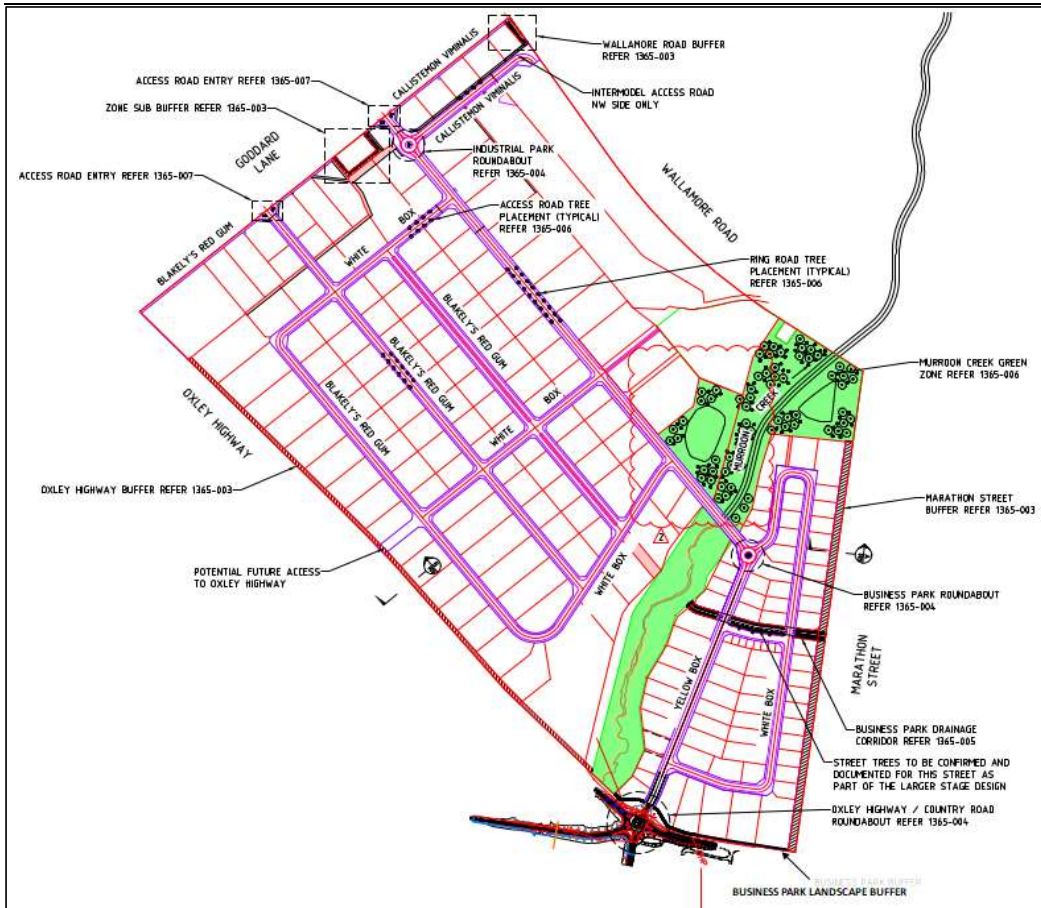 CALLISTEMON VIMINALIS
WALLAMORE ROAD BUFFER
REFER 1365-003
ACCESS ROAD ENTRY REFER 1365-007
INTERMODEL ACCESS ROAD
NW SIDE ONLY
ZONE SUB BUFFER REFER 1365-003
CALLISTEMON VIMINALIS
GODDARD
LANE
INDUSTRIAL PARK
ROUNDABOUT
REFER 1365-004
ACCESS ROAD ENTRY REFER 1365-007
WALLAMORE ROAD
ACCESS ROAD TREE
PLACEMENT (TYPICAL)
REFER 1365-006
BLAKELY'S RED GUM
WHITE BOX
RING ROAD TREE
PLACEMENT (TYPICAL)
REFER 1365-006
BLAKELY'S RED GUM
BLAKELY'S RED GUM
BLAKELY'S RED GUM
MURROON CREEK GREEN
ZONE REFER 1365-006
OXLEY HIGHWAY
WHITE BOX
MURROON CREEK
OXLEY HIGHWAY BUFFER REFER 1365-003
MARATHON STREET
BUFFER REFER 1365-003
Z
POTENTIAL FUTURE ACCESS
TO OXLEY HIGHWAY
WHITE BOX
BUSINESS PARK ROUNDABOUT
REFER 1365-004
MARATHON
STREET
YELLOW BOX
WHITE BOX
BUSINESS PARK DRAINAGE
CORRIDOR REFER 1365-005
STREET TREES TO BE CONFIRMED AND
DOCUMENTED FOR THIS STREET AS
PART OF THE LARGER STAGE DESIGN
OXLEY HIGHWAY / COUNTRY ROAD
ROUNDABOUT REFER 1365-004
BUSINESS PARK BUFFER
BUSINESS PARK LANDSCAPE BUFFER